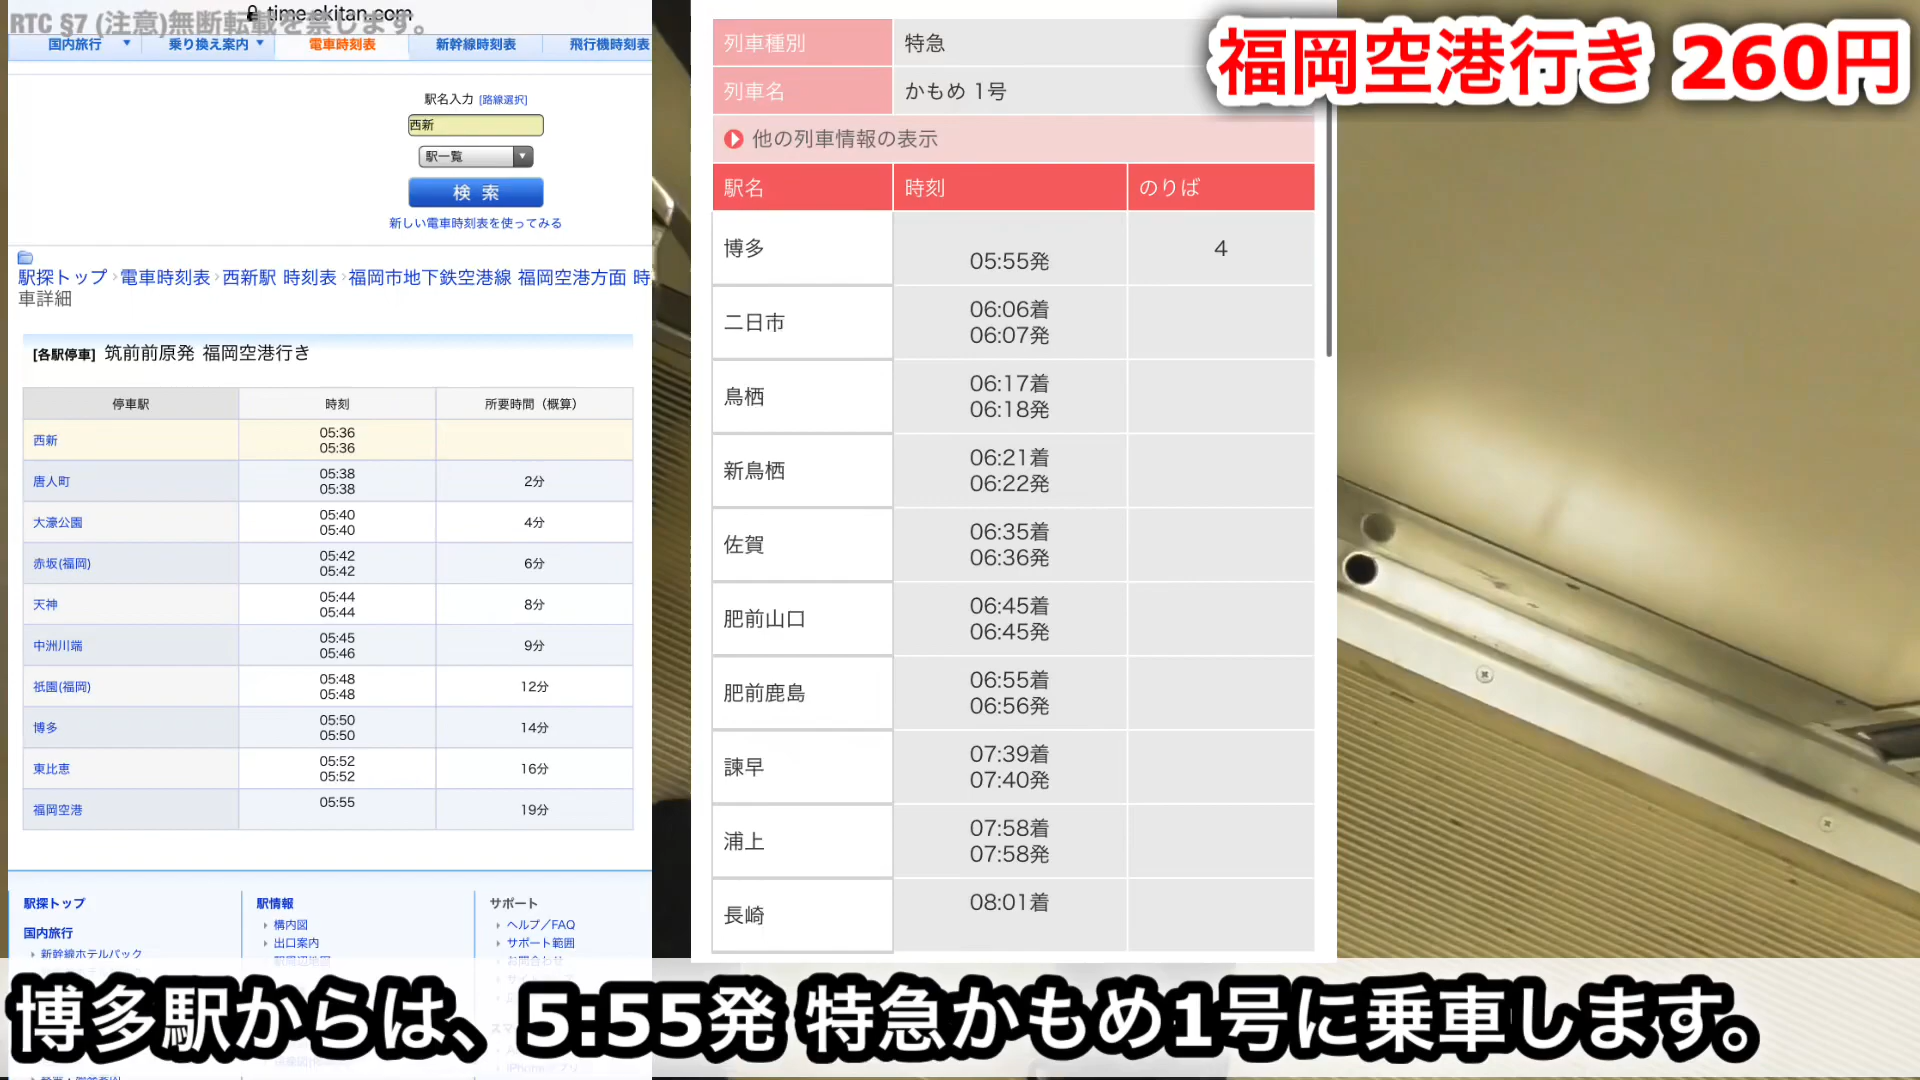 RTC §7 (注意)無断転載を禁じます。
time.ekitan.com
国内旅行 ▼ 乗り換え案内 ▼ 電車時刻表 新幹線時刻表 飛行機時刻表
駅名入力 [路線選択]
西新
駅一覧 ▼
検 索
新しい電車時刻表を使ってみる
駅探トップ›電車時刻表›西新駅 時刻表›福岡市地下鉄空港線 福岡空港方面 時
車詳細
[各駅停車] 筑前前原発 福岡空港行き
停車駅 時刻 所要時間（概算）
西新 05:36
05:36
唐人町 05:38 2分
05:38
大濠公園 05:40 4分
05:40
赤坂(福岡) 05:42 6分
05:42
天神 05:44 8分
05:44
中洲川端 05:45 9分
05:46
祇園(福岡) 05:48 12分
05:48
博多 05:50 14分
05:50
東比恵 05:52 16分
05:52
福岡空港 05:55 19分
駅探トップ
国内旅行
新幹線ホテルパック
駅情報
構内図
出口案内
駅周辺地図
サポート
ヘルプ／FAQ
サポート範囲
お問合わせ
列車種別 特急
列車名 かもめ 1号
他の列車情報の表示
駅名 時刻 のりば
博多 05:55発 4
二日市 06:06着
06:07発
鳥栖 06:17着
06:18発
新鳥栖 06:21着
06:22発
佐賀 06:35着
06:36発
肥前山口 06:45着
06:45発
肥前鹿島 06:55着
06:56発
諫早 07:39着
07:40発
浦上 07:58着
07:58発
長崎 08:01着
福岡空港行き 260円
博多駅からは、5:55発 特急かもめ1号に乗車します。